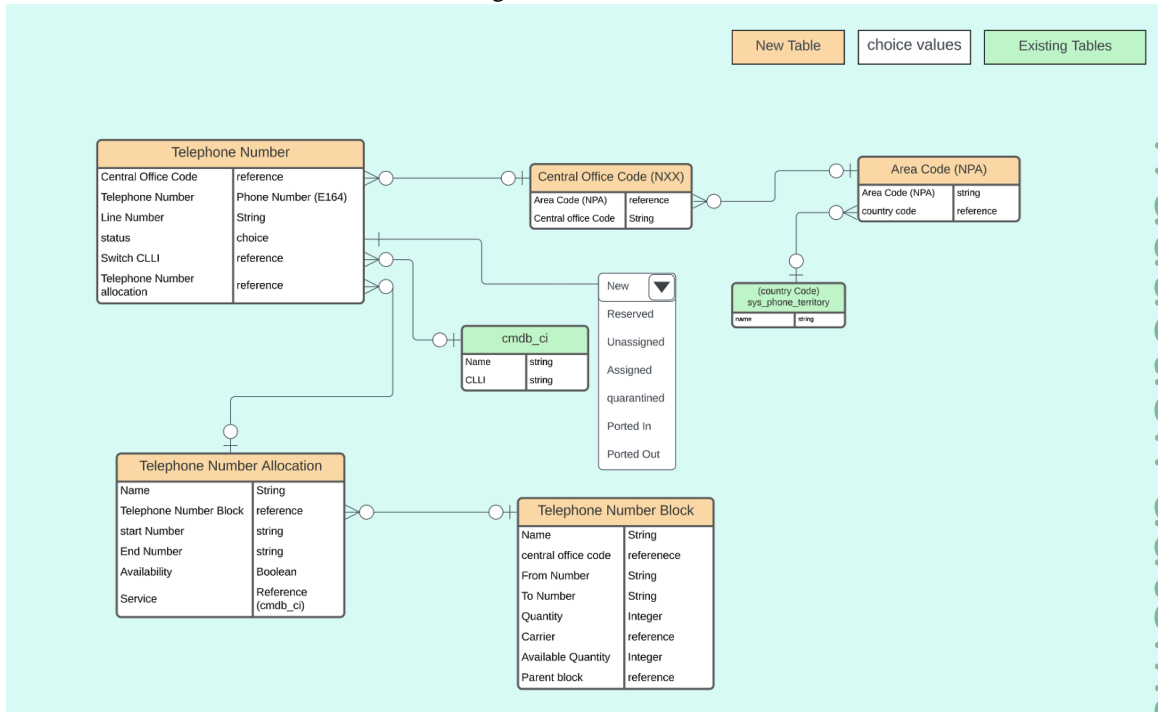 New Table
choice values
Existing Tables
Telephone Number
Central Office Code reference
Telephone Number Phone Number (E164)
Line Number String
status choice
Switch CLLI reference
Telephone Number
allocation reference
Central Office Code (NXX)
Area Code (NPA) reference
Central office Code String
Area Code (NPA)
Area Code (NPA) string
country code reference
(country Code)
sys_phone_territory
name string
New
Reserved
Unassigned
Assigned
quarantined
Ported In
Ported Out
cmdb_ci
Name string
CLLI string
Telephone Number Allocation
Name String
Telephone Number Block reference
start Number string
End Number string
Availability Boolean
Service Reference
(cmdb_ci)
Telephone Number Block
Name String
central office code referenece
From Number String
To Number String
Quantity Integer
Carrier reference
Available Quantity Integer
Parent block reference